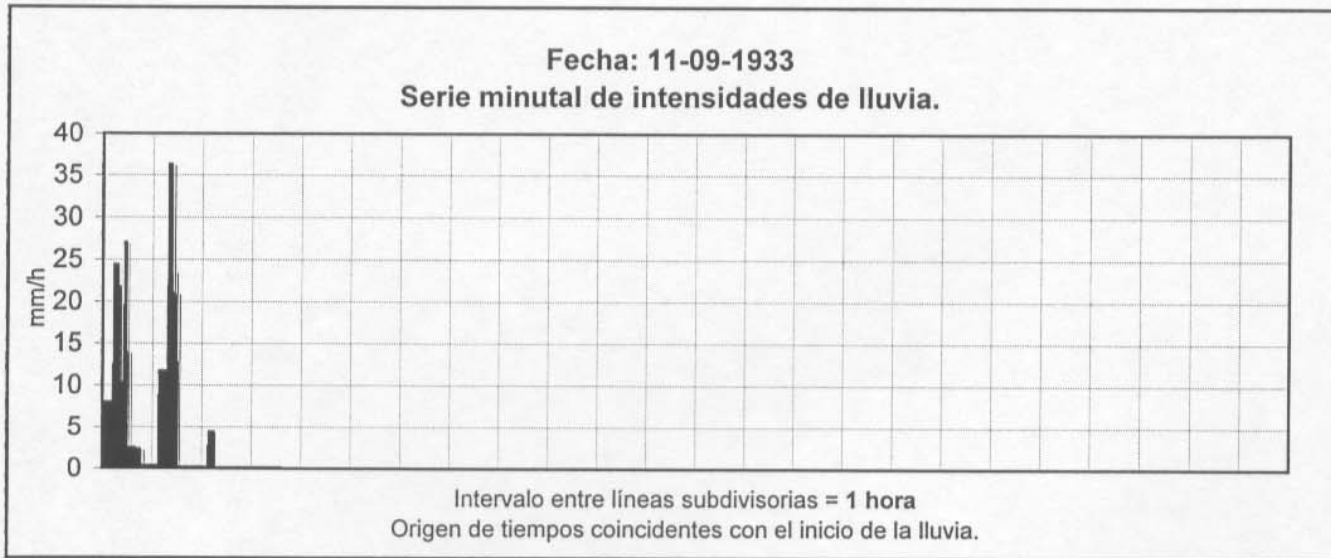 Fecha: 11-09-1933
Serie minutal de intensidades de lluvia.
40
35
30
25
20
15
10
5
0
mm/h
Intervalo entre líneas subdivisorias = 1 hora
Origen de tiempos coincidentes con el inicio de la lluvia.